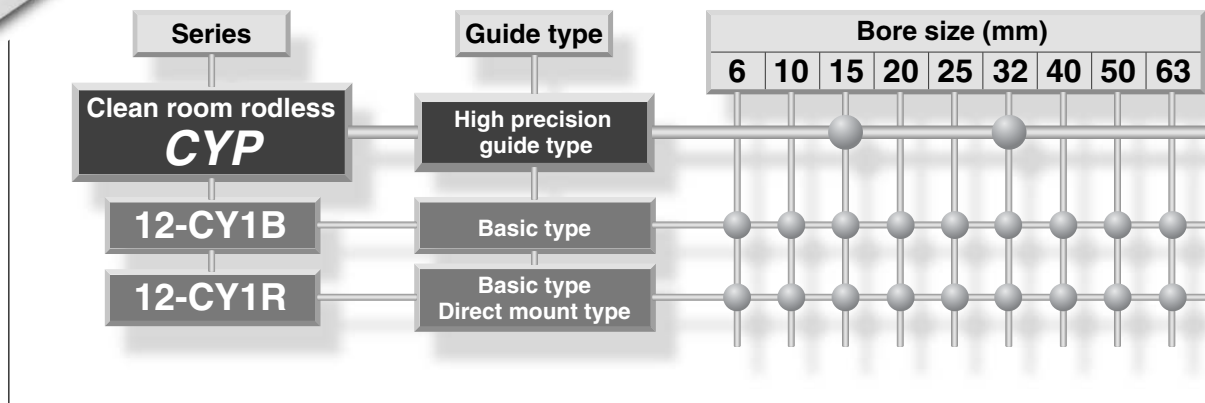 Series
Guide type
Bore size (mm)
6 10 15 20 25 32 40 50 63
Clean room rodless
CYP
High precision
guide type
12-CY1B
Basic type
12-CY1R
Basic type
Direct mount type